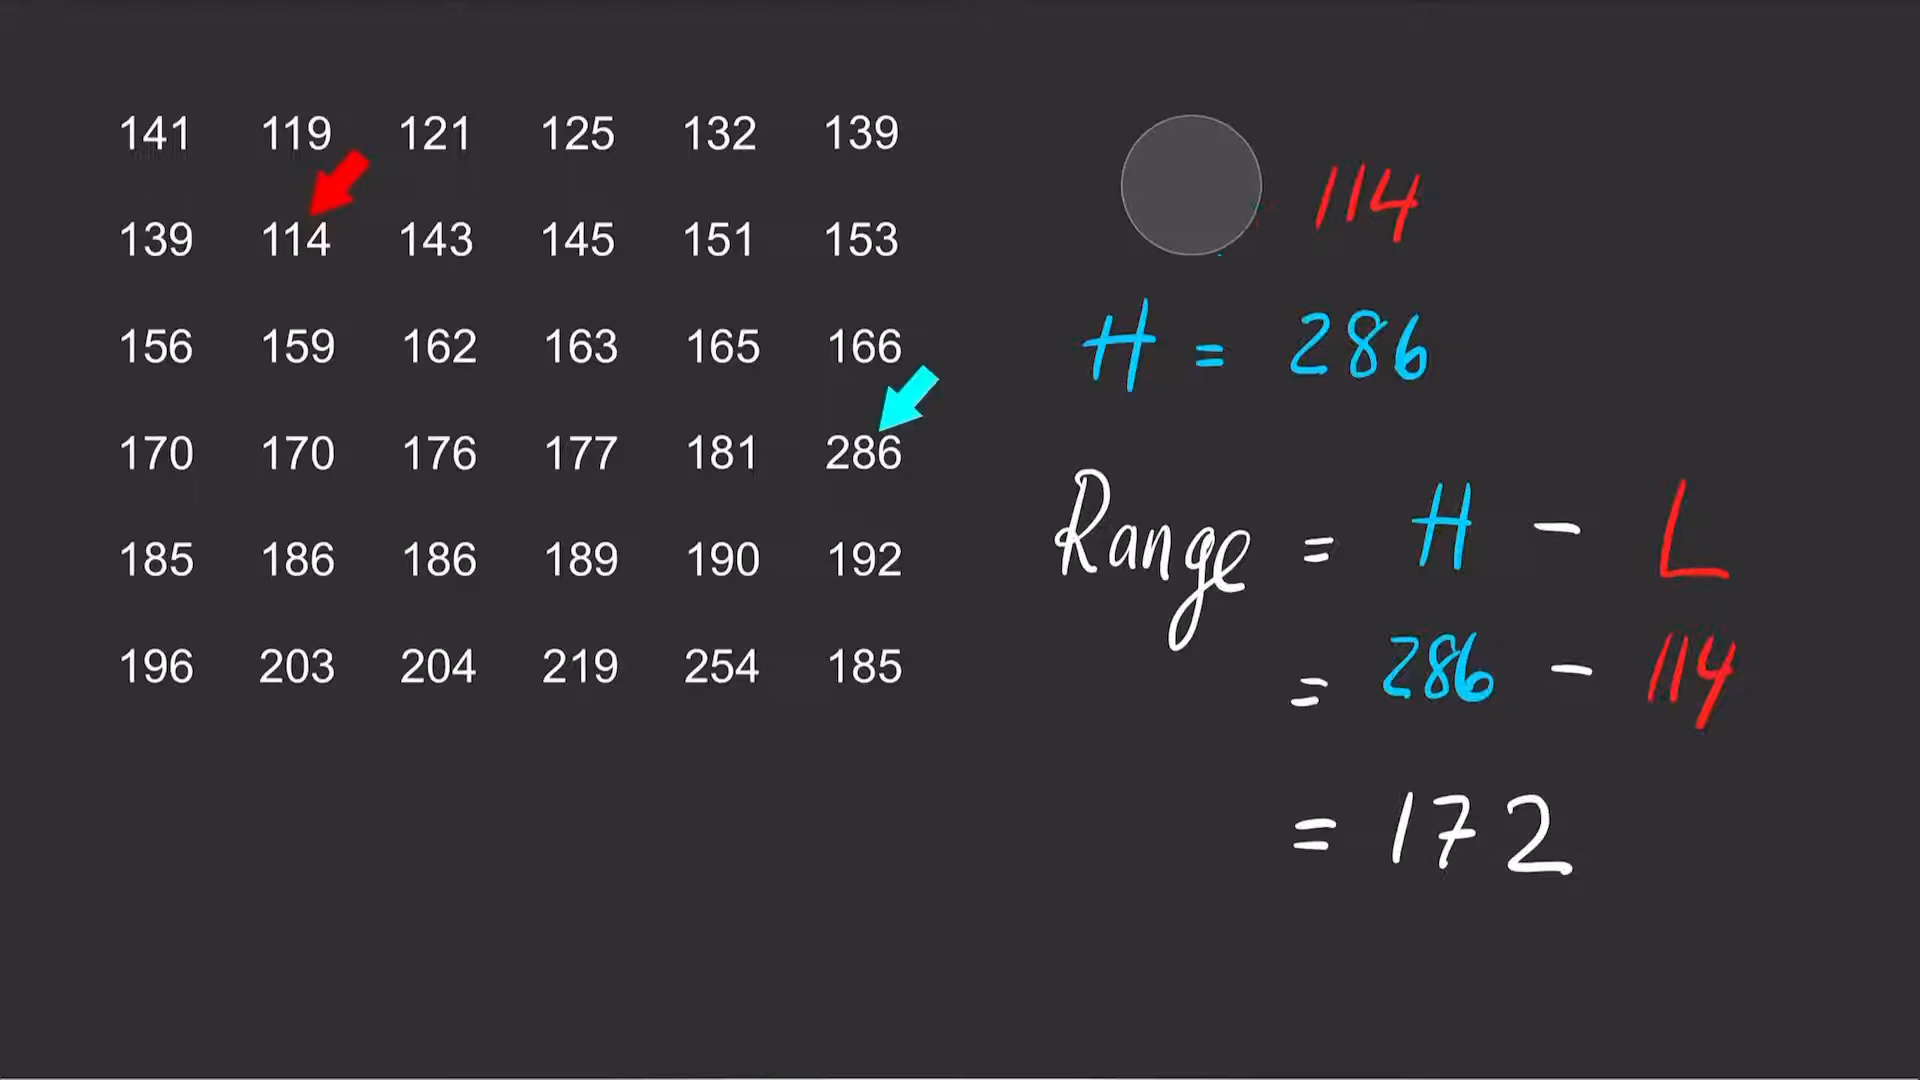 141 119 121 125 132 139
139 114 143 145 151 153
156 159 162 163 165 166
170 170 176 177 181 286
185 186 186 189 190 192
196 203 204 219 254 185
114
H = 286
Range = H - L
= 286 - 114
= 172